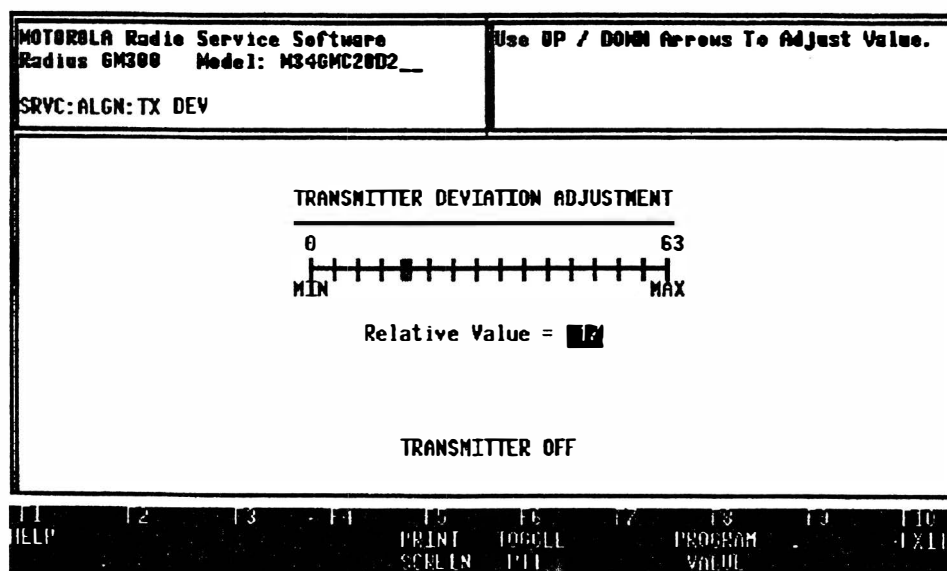 MOTOROLA Radio Service Software
Radius GM300 Model: M34GMC20D2__
SRVC:ALGN:TX DEV
Use UP / DOWN Arrows To Adjust Value.
TRANSMITTER DEVIATION ADJUSTMENT
0 63
MIN MAX
Relative Value =
TRANSMITTER OFF
F1 F2 F3 F4 F5 F6 F7 F8 F9 F10
HELP PRINT TOGGLE PROGRAM EXIT
SCREEN PTT VALUE